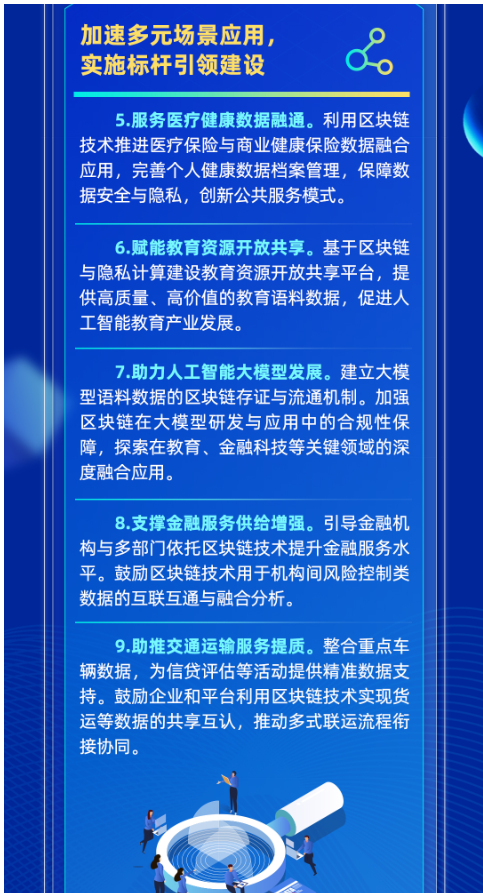 加速多元场景应用，
实施标杆引领建设
5.服务医疗健康数据融通。利用区块链
技术推进医疗保险与商业健康保险数据融合
应用，完善个人健康数据档案管理，保障数
据安全与隐私，创新公共服务模式。
6.赋能教育资源开放共享。基于区块链
与隐私计算建设教育资源开放共享平台，提
供高质量、高价值的教育语料数据，促进人
工智能教育产业发展。
7.助力人工智能大模型发展。建立大模
型语料数据的区块链存证与流通机制。加强
区块链在大模型研发与应用中的合规性保
障，探索在教育、金融科技等关键领域的深
度融合应用。
8.支撑金融服务供给增强。引导金融机
构与多部门依托区块链技术提升金融服务水
平。鼓励区块链技术用于机构间风险控制类
数据的互联互通与融合分析。
9.助推交通运输服务提质。整合重点车
辆数据，为信贷评估等活动提供精准数据支
持。鼓励企业和平台利用区块链技术实现货
运等数据的共享互认，推动多式联运流程衔
接协同。